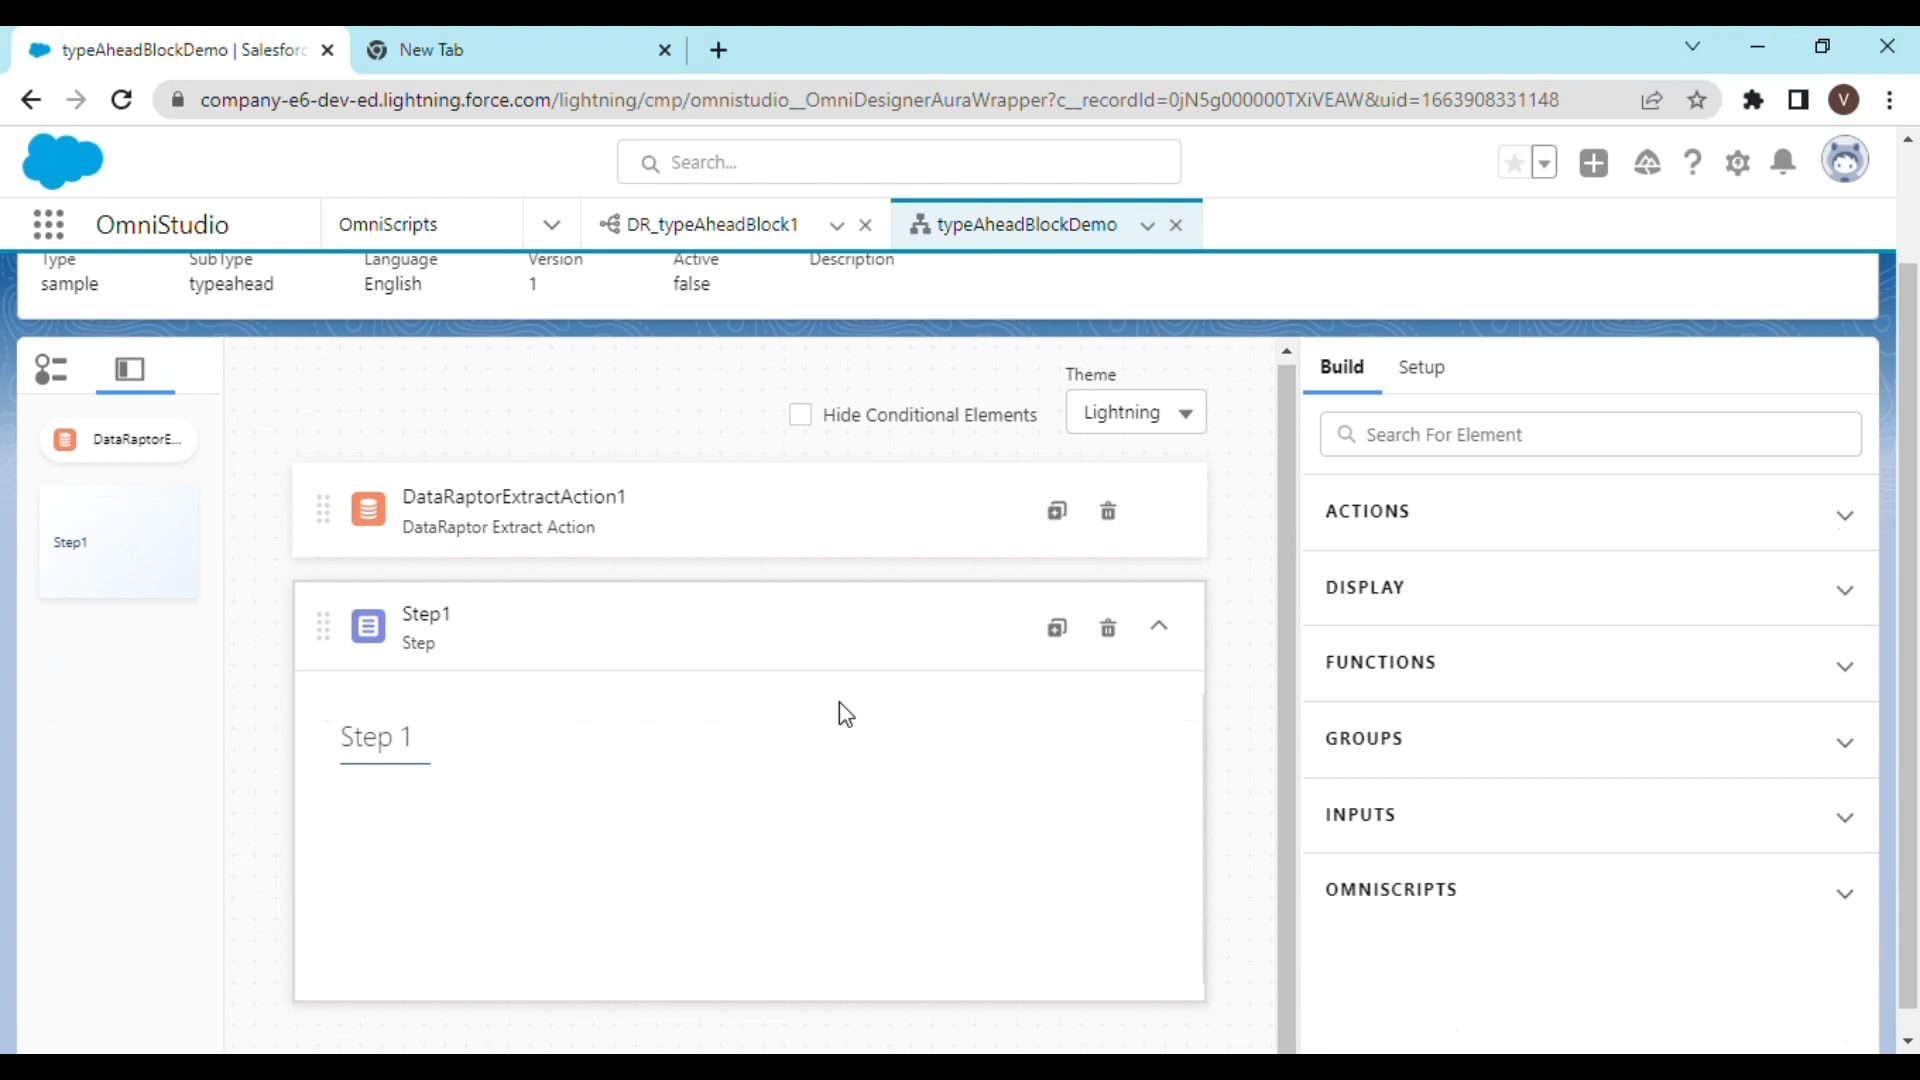 typeAheadBlockDemo | Salesforc
New Tab
company-e6-dev-ed.lightning.force.com/lightning/cmp/omnistudio__OmniDesignerAuraWrapper?c__recordId=0jN5g000000TXiVEAW&uid=1663908331148
V
Search...
OmniStudio
OmniScripts
DR_typeAheadBlock1
typeAheadBlockDemo
Type SubType Language Version Active Description
sample typeahead English 1 false
Theme
Hide Conditional Elements
Lightning
DataRaptorE...
Step1
DataRaptorExtractAction1
DataRaptor Extract Action
Step1
Step
Step 1
Build Setup
Search For Element
ACTIONS
DISPLAY
FUNCTIONS
GROUPS
INPUTS
OMNISCRIPTS